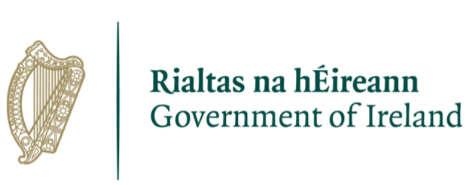 Rialtas na hÉireann
Government of Ireland